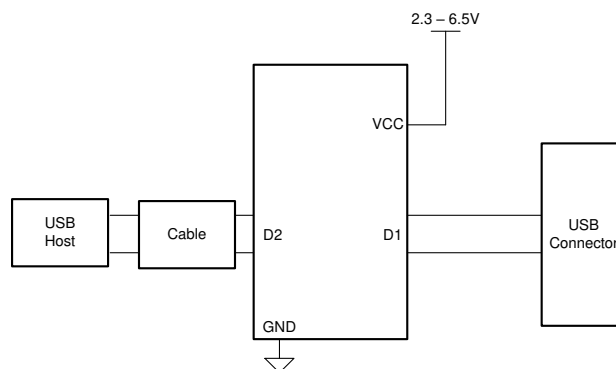 2.3 – 6.5V
VCC
USB
Host
Cable
D2
D1
USB
Connector
GND